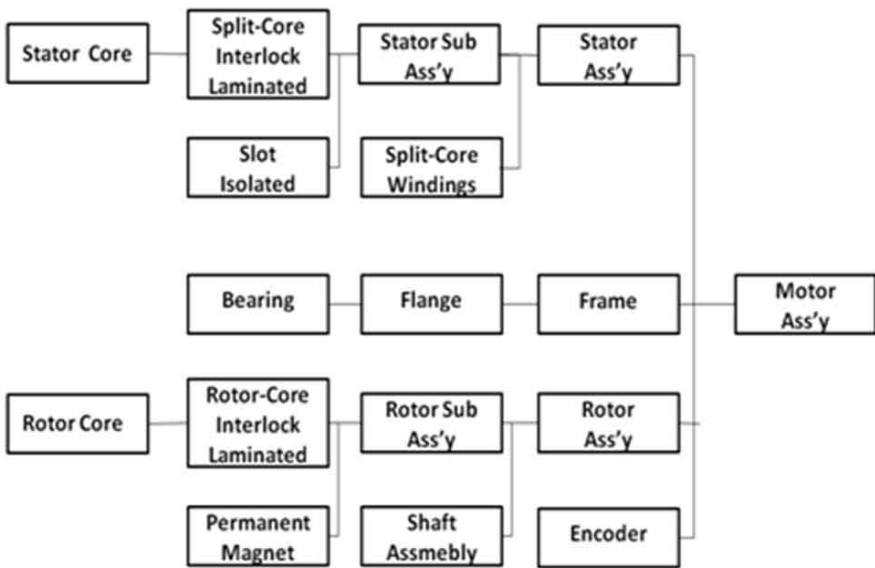 Stator Core
Split-Core
Interlock
Laminated
Stator Sub
Ass'y
Stator
Ass'y
Slot
Isolated
Split-Core
Windings
Bearing
Flange
Frame
Motor
Ass'y
Rotor Core
Rotor-Core
Interlock
Laminated
Rotor Sub
Ass'y
Rotor
Ass'y
Permanent
Magnet
Shaft
Assmebly
Encoder